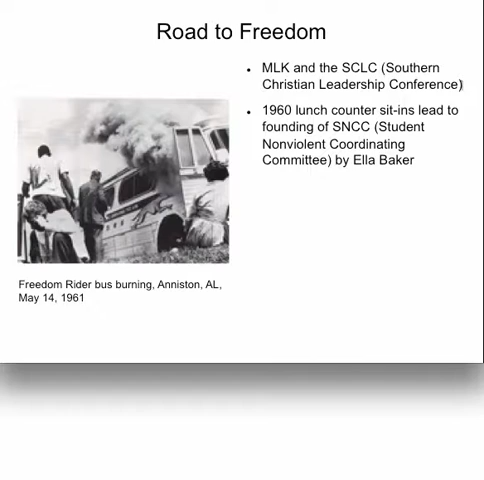 Road to Freedom
• MLK and the SCLC (Southern
Christian Leadership Conference)
• 1960 lunch counter sit-ins lead to
founding of SNCC (Student
Nonviolent Coordinating
Committee) by Ella Baker
Freedom Rider bus burning, Anniston, AL,
May 14, 1961